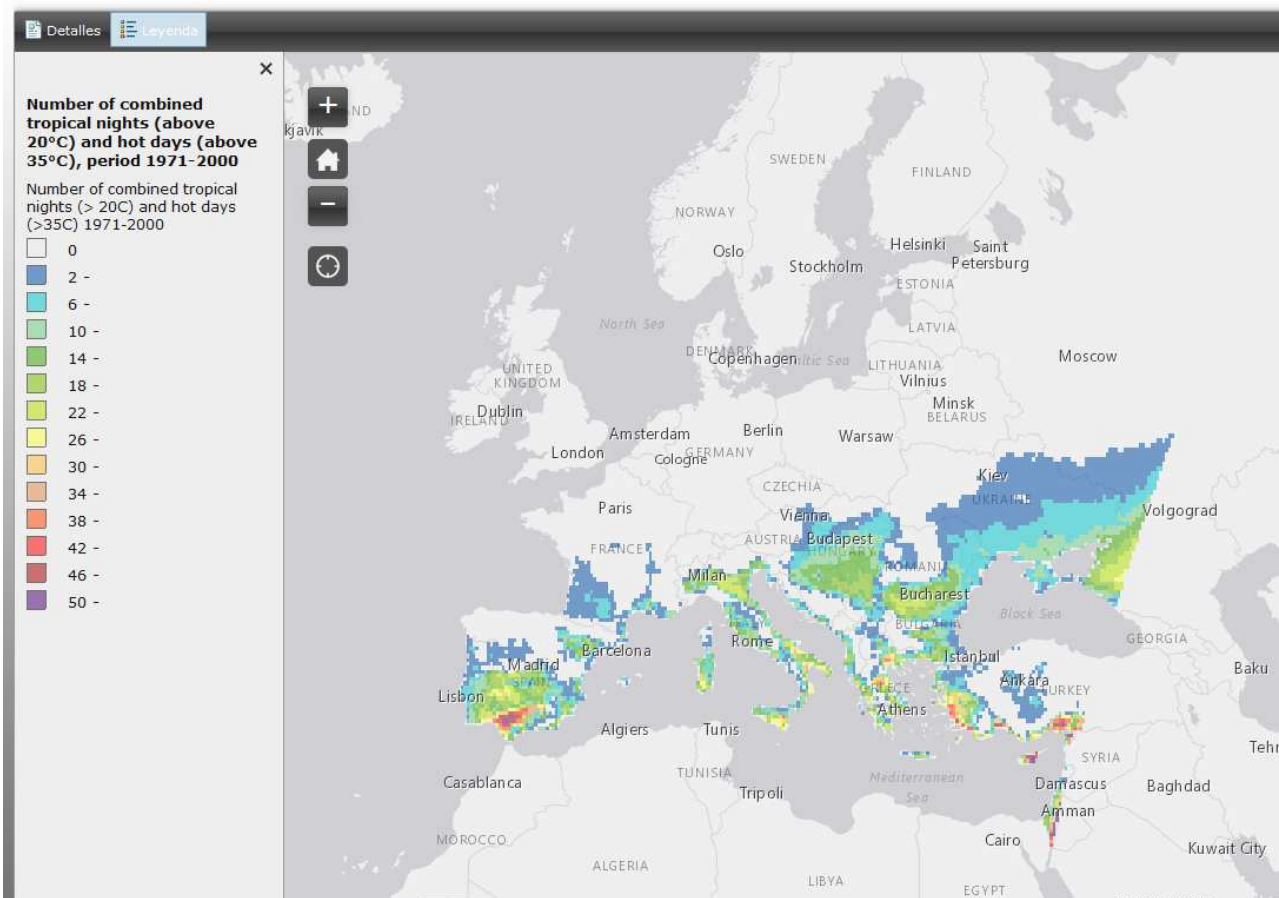 Detalles
Leyenda
Number of combined
tropical nights (above
20ºC) and hot days (above
35ºC), period 1971-2000
Number of combined tropical
nights (> 20C) and hot days
(>35C) 1971-2000
0
2 -
6 -
10 -
14 -
18 -
22 -
26 -
30 -
34 -
38 -
42 -
46 -
50 -
SWEDEN
FINLAND
NORWAY
Oslo
Helsinki
Saint
Petersburg
Stockholm
ESTONIA
North Sea
LATVIA
DENMARK
Copenhagen
LITHUANIA
Moscow
UNITED
KINGDOM
Vilnius
Minsk
BELARUS
Dublin
IRELAND
Amsterdam
Berlin
Warsaw
London
Cologne
GERMANY
Kiev
CZECHIA
UKRAINE
Paris
Vienna
Volgograd
AUSTRIA
Budapest
HUNGARY
FRANCE
Milan
ROMANIA
Bucharest
Black Sea
BULGARIA
GEORGIA
ITALY
Rome
Barcelona
Istanbul
Madrid
SPAIN
Baku
Ankara
TURKEY
Lisbon
GREECE
Athens
Algiers
Tunis
SYRIA
TUNISIA
Casablanca
Mediterranean
Sea
Damascus
Baghdad
Tripoli
Amman
MOROCCO
Cairo
Kuwait City
ALGERIA
LIBYA
EGYPT